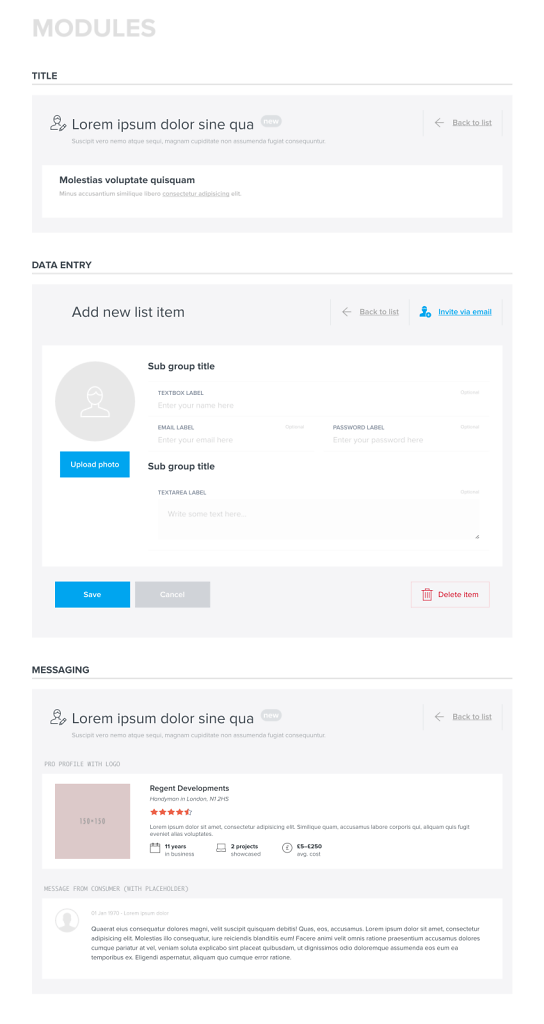 MODULES
TITLE
Lorem ipsum dolor sine qua new
Back to list
Suscipit vero nemo atque sequi, magnam cupiditate non assumenda fugiat consequuntur.
Molestias voluptate quisquam
Minus accusantium similique libero consectetur adipisicing elit.
DATA ENTRY
Add new list item
Back to list
Invite via email
Sub group title
TEXTBOX LABEL
Optional
Enter your name here
EMAIL LABEL
Optional
PASSWORD LABEL
Optional
Enter your email here
Enter your password here
Upload photo
Sub group title
TEXTAREA LABEL
Optional
Write some text here...
Save
Cancel
Delete item
MESSAGING
Lorem ipsum dolor sine qua new
Back to list
Suscipit vero nemo atque sequi, magnam cupiditate non assumenda fugiat consequuntur.
PRO PROFILE WITH LOGO
150×150
Regent Developments
Handyman in London, N1 2HS
Lorem ipsum dolor sit amet, consectetur adipisicing elit. Similique quam, accusamus labore corporis qui, aliquam quis fugit
eveniet alias voluptates.
11 years
in business
2 projects
showcased
£5–£250
avg. cost
MESSAGE FROM CONSUMER (WITH PLACEHOLDER)
01 Jan 1970 · Lorem ipsum dolor
Quaerat eius consequatur dolores magni, velit suscipit quisquam debitis! Quas, eos, accusamus. Lorem ipsum dolor sit amet, consectetur
adipisicing elit. Molestias illo consequatur, iure reiciendis blanditiis eum! Facere animi velit omnis ratione praesentium accusamus dolores
cumque pariatur at vel, veniam soluta explicabo sint placeat quibusdam, ut dignissimos odio doloremque assumenda eos eum ea
temporibus ex. Eligendi aspernatur, aliquam quo cumque error ratione.